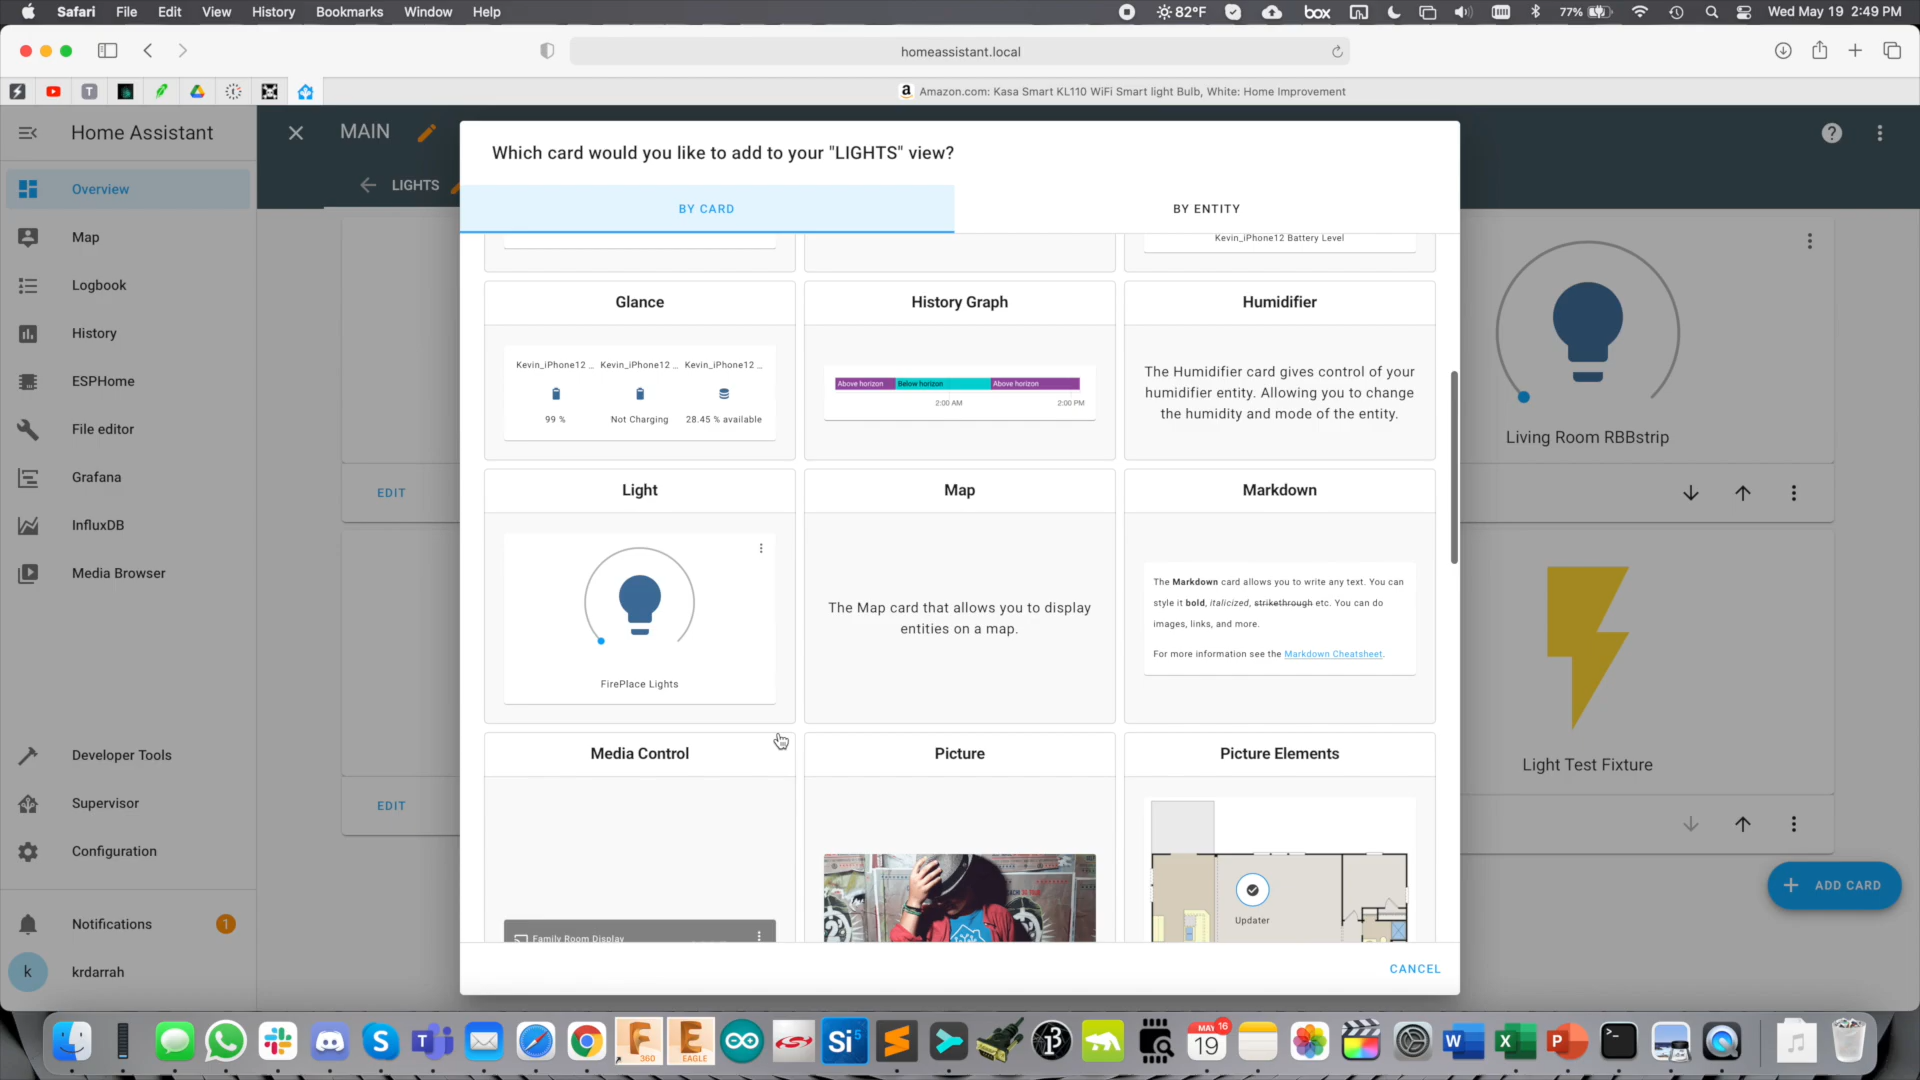 Safari File Edit View History Bookmarks Window Help
82°F box 77% Wed May 19 2:49 PM
homeassistant.local
T
a Amazon.com: Kasa Smart KL110 WiFi Smart light Bulb, White: Home Improvement
Home Assistant
MAIN
LIGHTS
Overview
Map
Logbook
History
ESPHome
File editor
Grafana
InfluxDB
Media Browser
Developer Tools
Supervisor
Configuration
Notifications 1
k krdarrah
EDIT
EDIT
Which card would you like to add to your "LIGHTS" view?
BY CARD BY ENTITY
Kevin_iPhone12 Battery Level
Glance History Graph Humidifier
Kevin_iPhone12 ... Kevin_iPhone12 ... Kevin_iPhone12 ...
99 % Not Charging 28.45 % available
Above horizon Below horizon Above horizon
2:00 AM 2:00 PM
The Humidifier card gives control of your
humidifier entity. Allowing you to change
the humidity and mode of the entity.
Light Map Markdown
FirePlace Lights
The Map card that allows you to display
entities on a map.
The Markdown card allows you to write any text. You can
style it bold, italicized, strikethrough etc. You can do
images, links, and more.
For more information see the Markdown Cheatsheet.
Media Control Picture Picture Elements
Family Room Display
Updater
CANCEL
Living Room RBBstrip
Light Test Fixture
+ ADD CARD
F
360
E
EAGLE
Si5
MAY 16
19
W
X
P